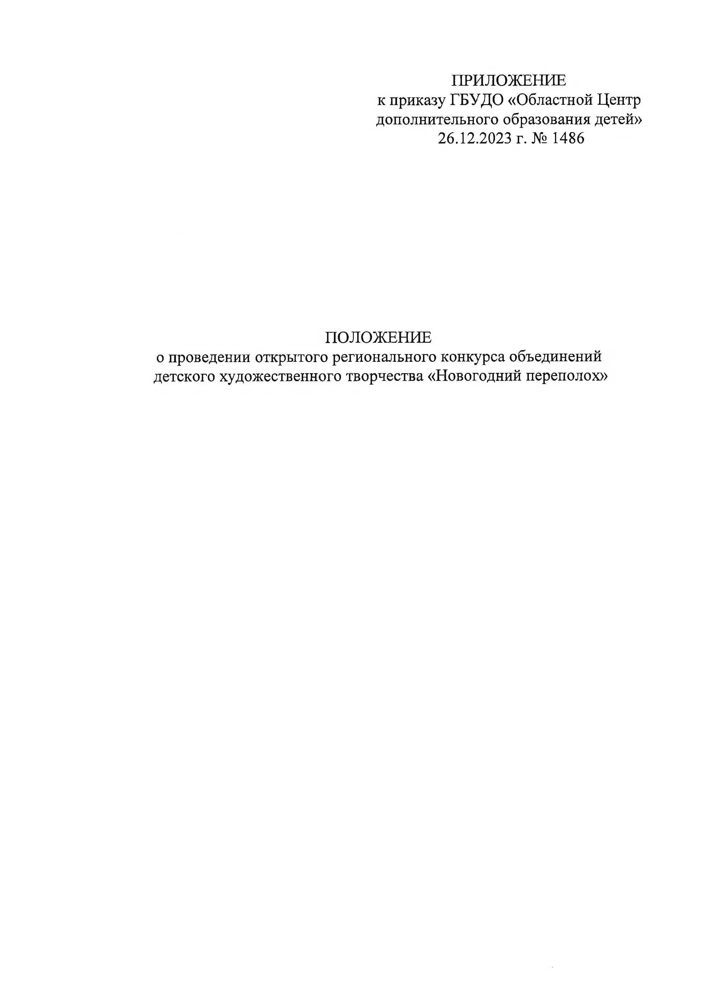 ПРИЛОЖЕНИЕ
к приказу ГБУДО «Областной Центр
дополнительного образования детей»
26.12.2023 г. № 1486
ПОЛОЖЕНИЕ
о проведении открытого регионального конкурса объединений
детского художественного творчества «Новогодний переполох»